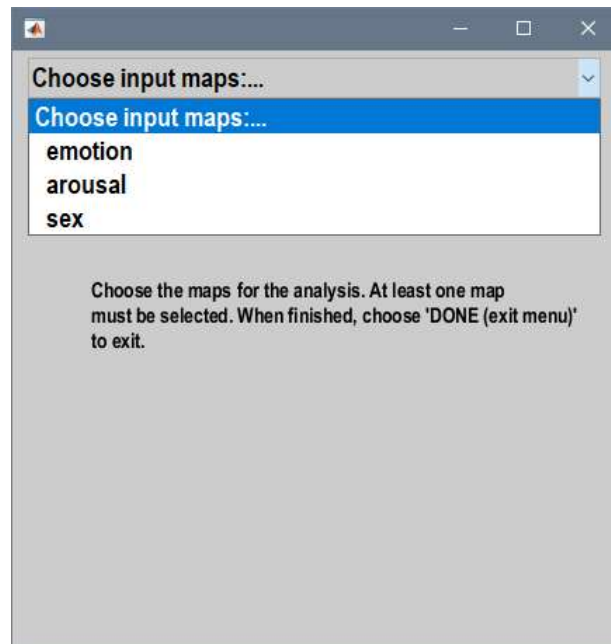 Choose input maps:...
Choose input maps:...
emotion
arousal
sex
Choose the maps for the analysis. At least one map
must be selected. When finished, choose 'DONE (exit menu)'
to exit.